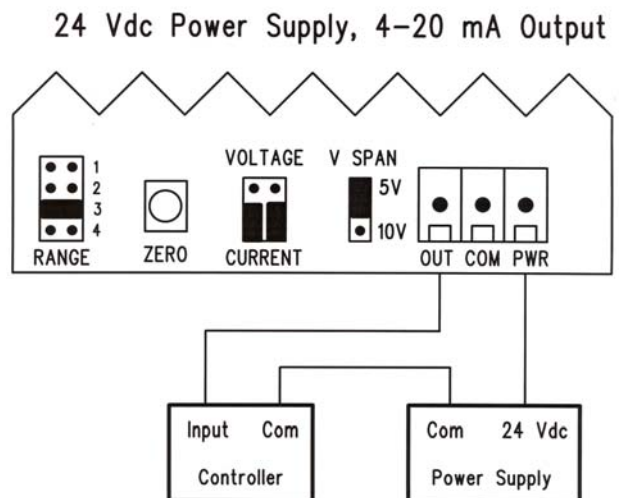 24 Vdc Power Supply, 4–20 mA Output
VOLTAGE V SPAN
1
2
3
4
5V
10V
RANGE ZERO CURRENT OUT COM PWR
Input Com Com 24 Vdc
Controller Power Supply